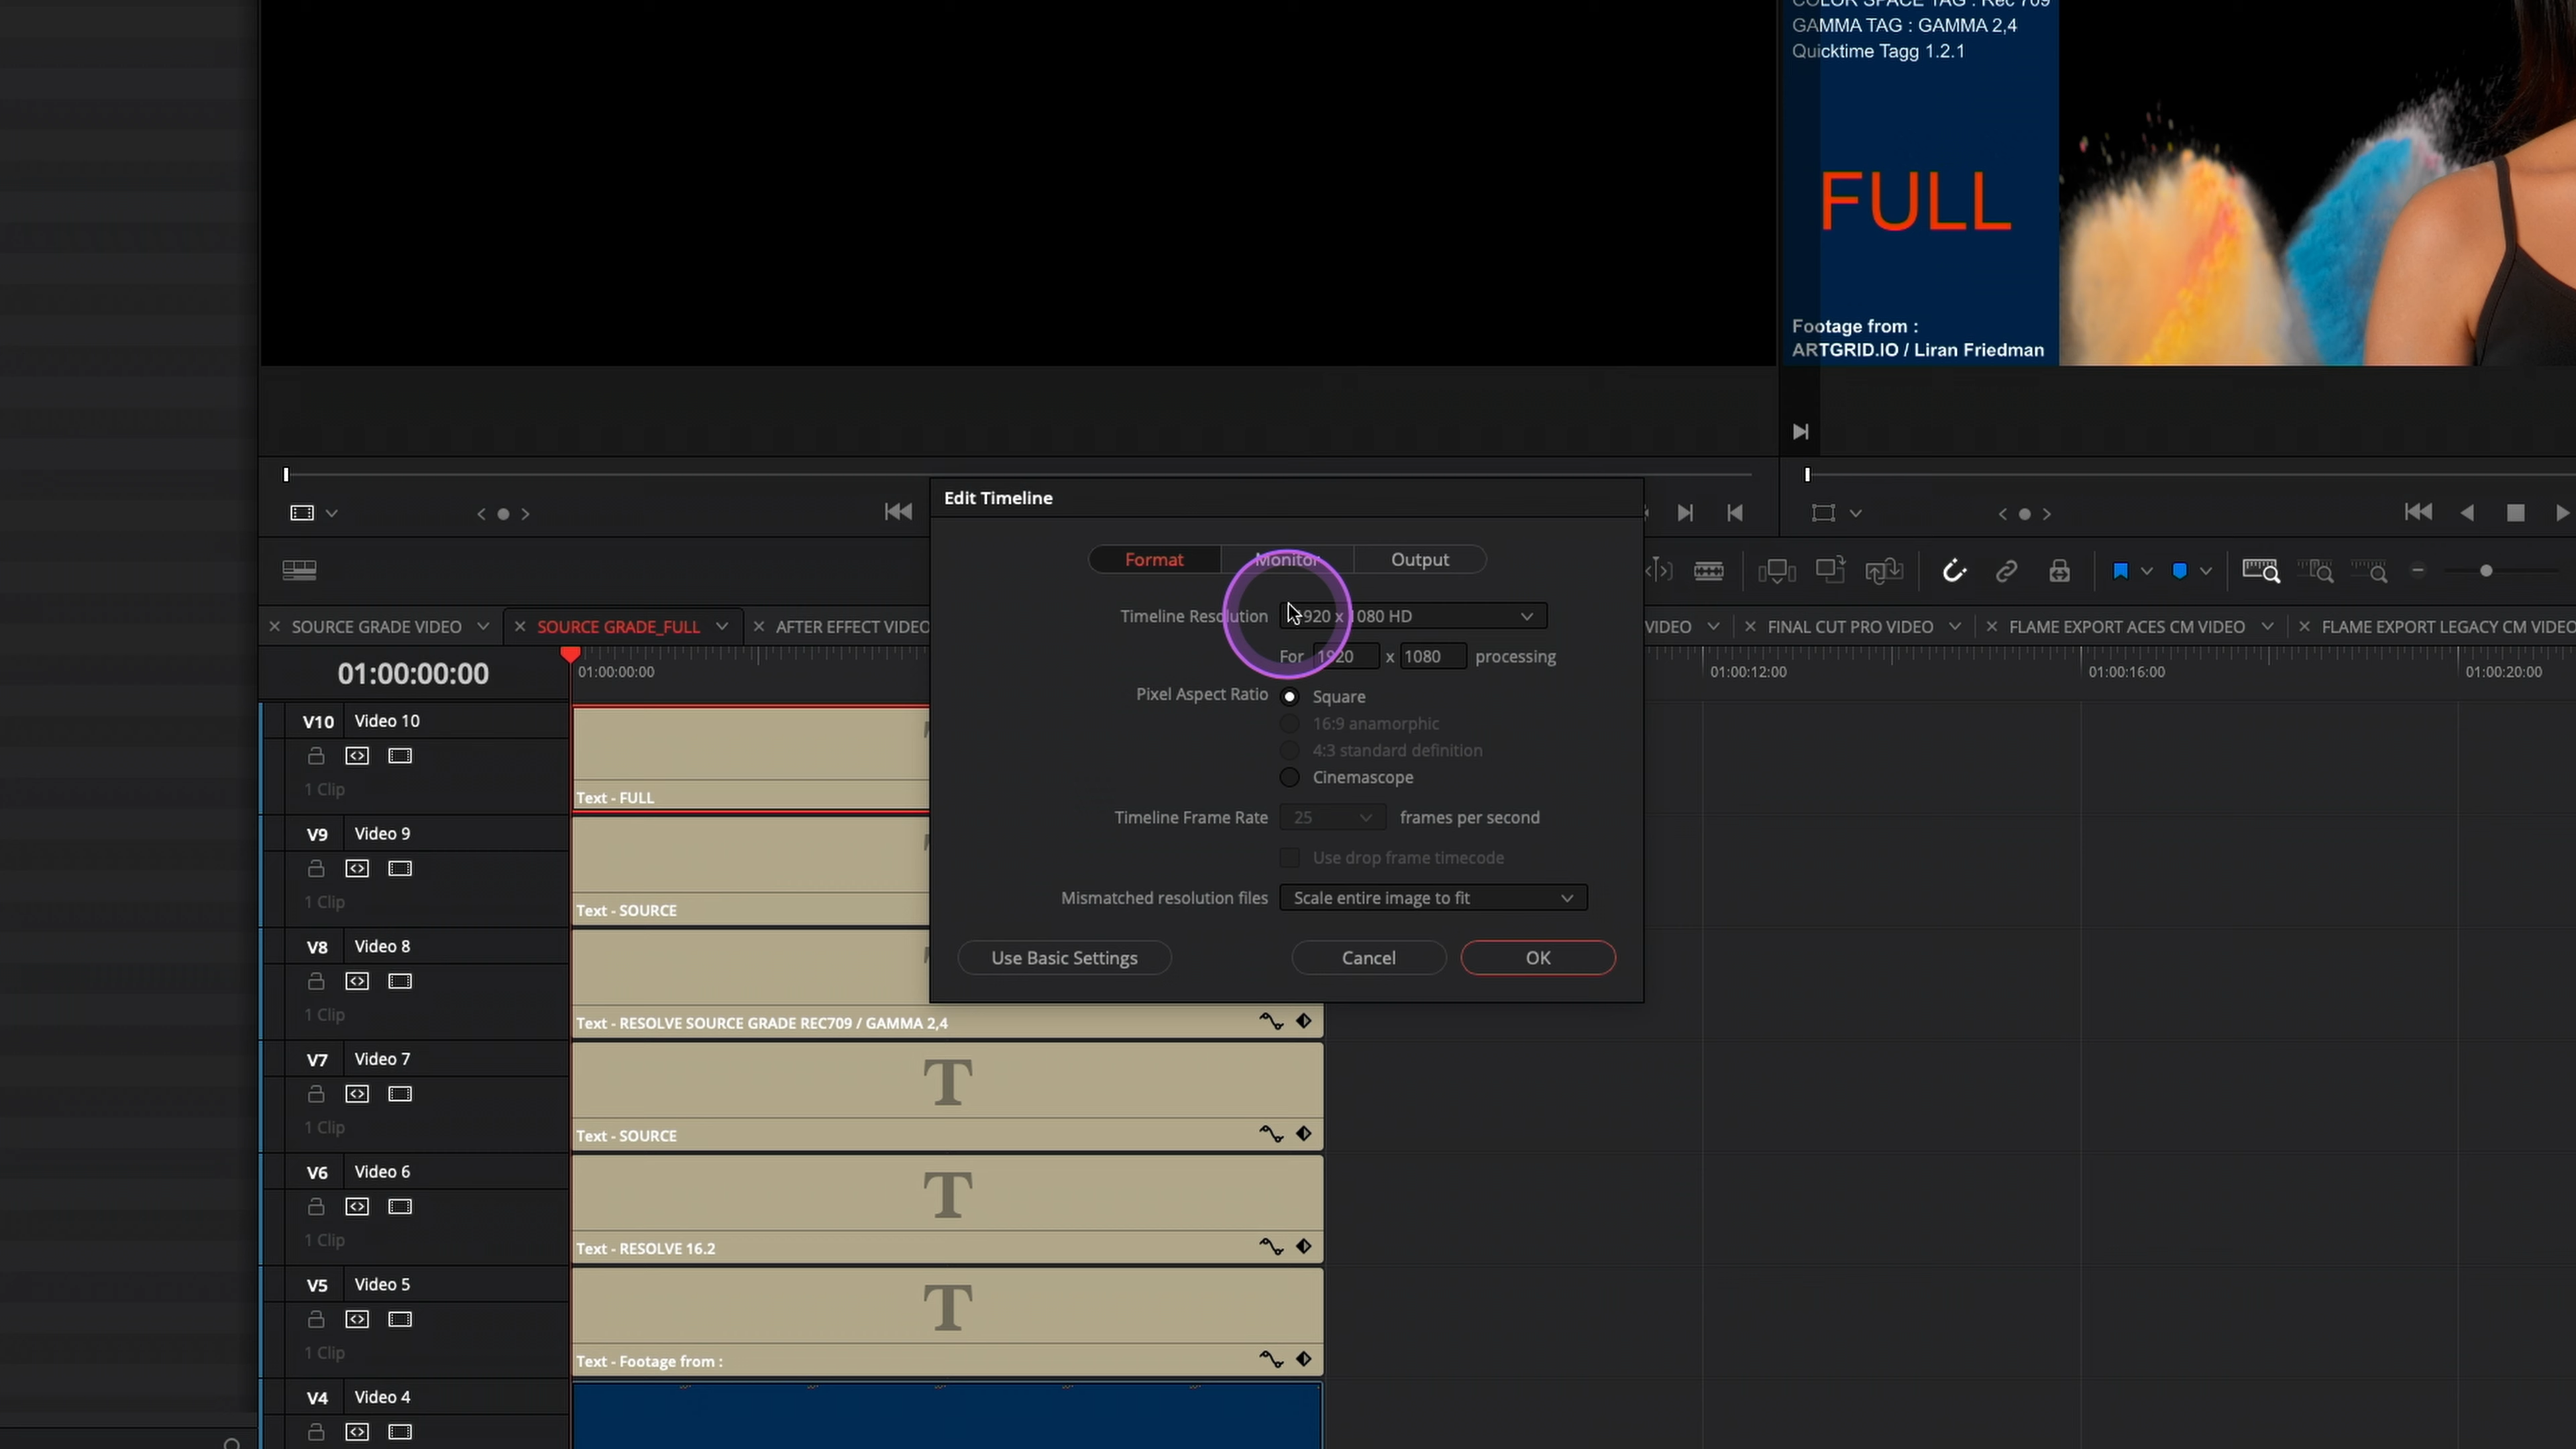 COLOR SPACE TAG : Rec 709
GAMMA TAG : GAMMA 2,4
Quicktime Tagg 1.2.1
FULL
Footage from :
ARTGRID.IO / Liran Friedman
Edit Timeline
Format Monitor Output
Timeline Resolution 1920 x 1080 HD
For 1920 x 1080 processing
Pixel Aspect Ratio Square
16:9 anamorphic
4:3 standard definition
Cinemascope
Timeline Frame Rate 25 frames per second
Use drop frame timecode
Mismatched resolution files Scale entire image to fit
Use Basic Settings Cancel OK
SOURCE GRADE VIDEO SOURCE GRADE_FULL AFTER EFFECT VIDEO VIDEO FINAL CUT PRO VIDEO FLAME EXPORT ACES CM VIDEO FLAME EXPORT LEGACY CM VIDEO
01:00:00:00 01:00:00:00 01:00:12:00 01:00:16:00 01:00:20:00
V10 Video 10
1 Clip
Text - FULL
V9 Video 9
1 Clip
Text - SOURCE
V8 Video 8
1 Clip
Text - RESOLVE SOURCE GRADE REC709 / GAMMA 2,4
V7 Video 7
1 Clip
T
Text - SOURCE
V6 Video 6
1 Clip
T
Text - RESOLVE 16.2
V5 Video 5
1 Clip
T
Text - Footage from :
V4 Video 4